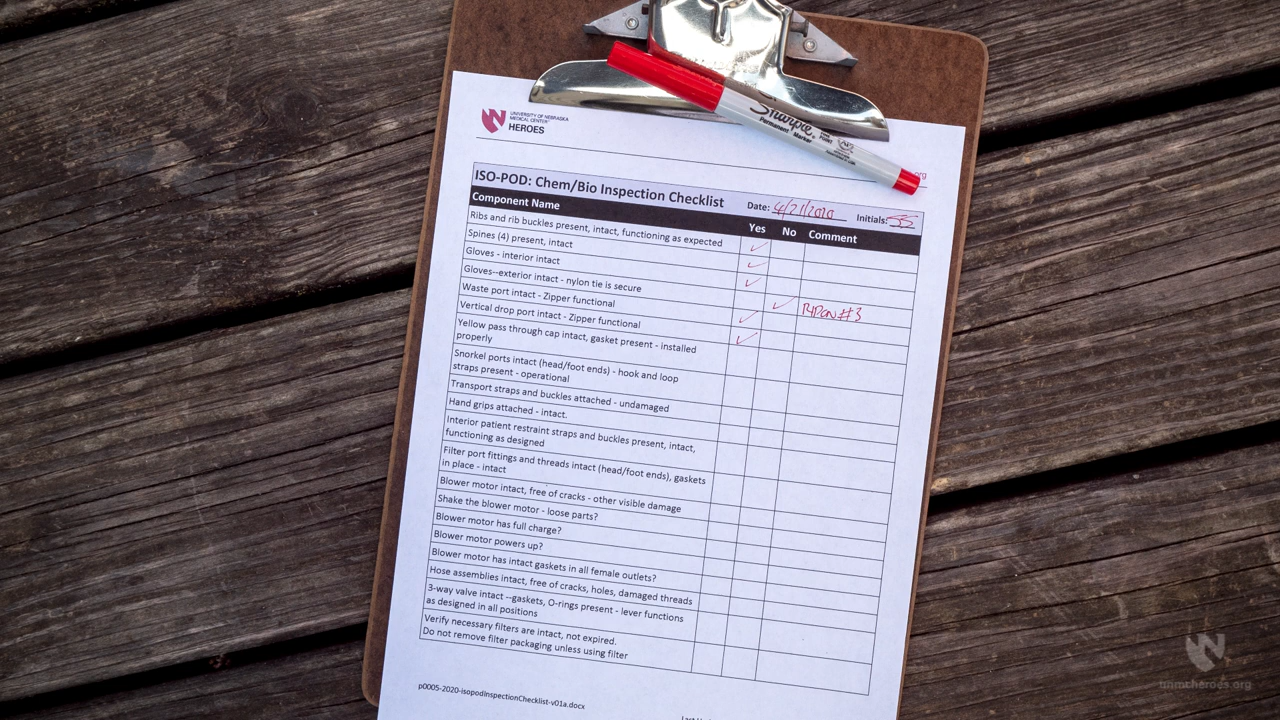 UNIVERSITY OF NEBRASKA
MEDICAL CENTER
HEROES
Sharpie
Permanent Marker
ISO-POD: Chem/Bio Inspection Checklist
Date: 4/21/2020 Initials: SS
Component Name Yes No Comment
Ribs and rib buckles present, intact, functioning as expected ✓
Spines (4) present, intact ✓
Gloves - interior intact ✓
Gloves--exterior intact - nylon tie is secure ✓ #3
Waste port intact - Zipper functional ✓
Vertical drop port intact - Zipper functional ✓
Yellow pass through cap intact, gasket present - installed
properly
Snorkel ports intact (head/foot ends) - hook and loop
straps present - operational
Transport straps and buckles attached - undamaged
Hand grips attached - intact.
Interior patient restraint straps and buckles present, intact,
functioning as designed
Filter port fittings and threads intact (head/foot ends), gaskets
in place - intact
Blower motor intact, free of cracks - other visible damage
Shake the blower motor - loose parts?
Blower motor has full charge?
Blower motor powers up?
Blower motor has intact gaskets in all female outlets?
Hose assemblies intact, free of cracks, holes, damaged threads
3-way valve intact --gaskets, O-rings present - lever functions
as designed in all positions
Verify necessary filters are intact, not expired.
Do not remove filter packaging unless using filter
p0005-2020-isopodInspectionChecklist-v01a.docx
unmcheroes.org